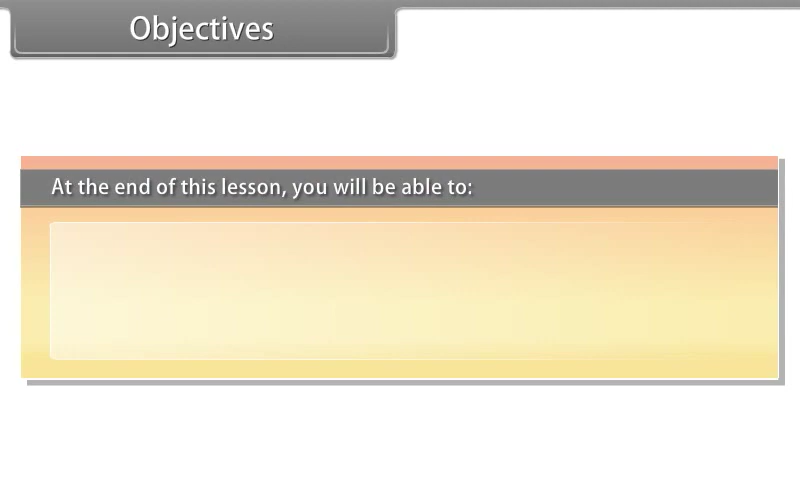 Objectives
At the end of this lesson, you will be able to: